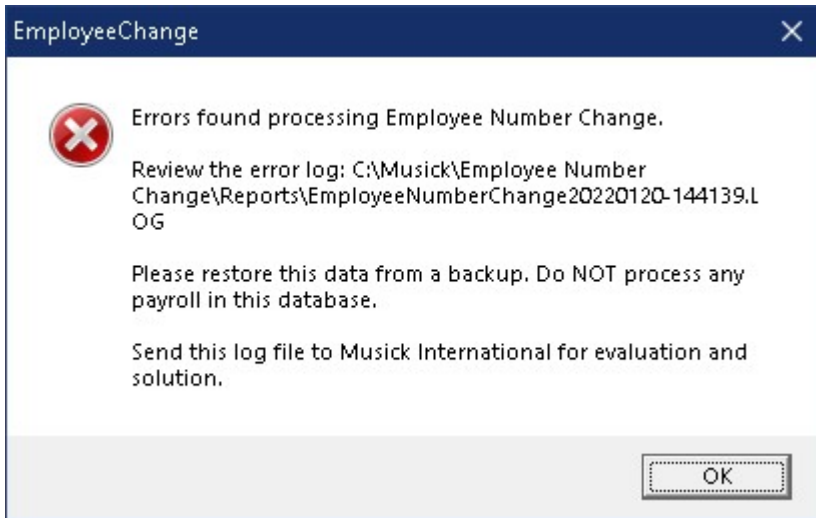 EmployeeChange
Errors found processing Employee Number Change.
Review the error log: C:\Musick\Employee Number
Change\Reports\EmployeeNumberChange20220120-144139.L
OG
Please restore this data from a backup. Do NOT process any
payroll in this database.
Send this log file to Musick International for evaluation and
solution.
OK